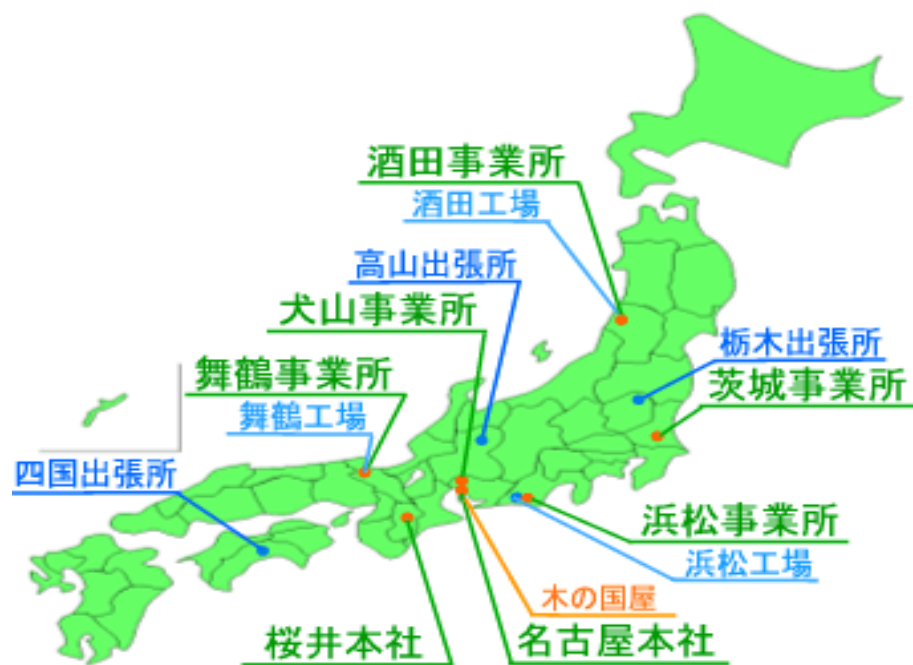 酒田事業所
酒田工場
高山出張所
犬山事業所
栃木出張所
舞鶴事業所
茨城事業所
舞鶴工場
四国出張所
浜松事業所
浜松工場
木の国屋
桜井本社
名古屋本社